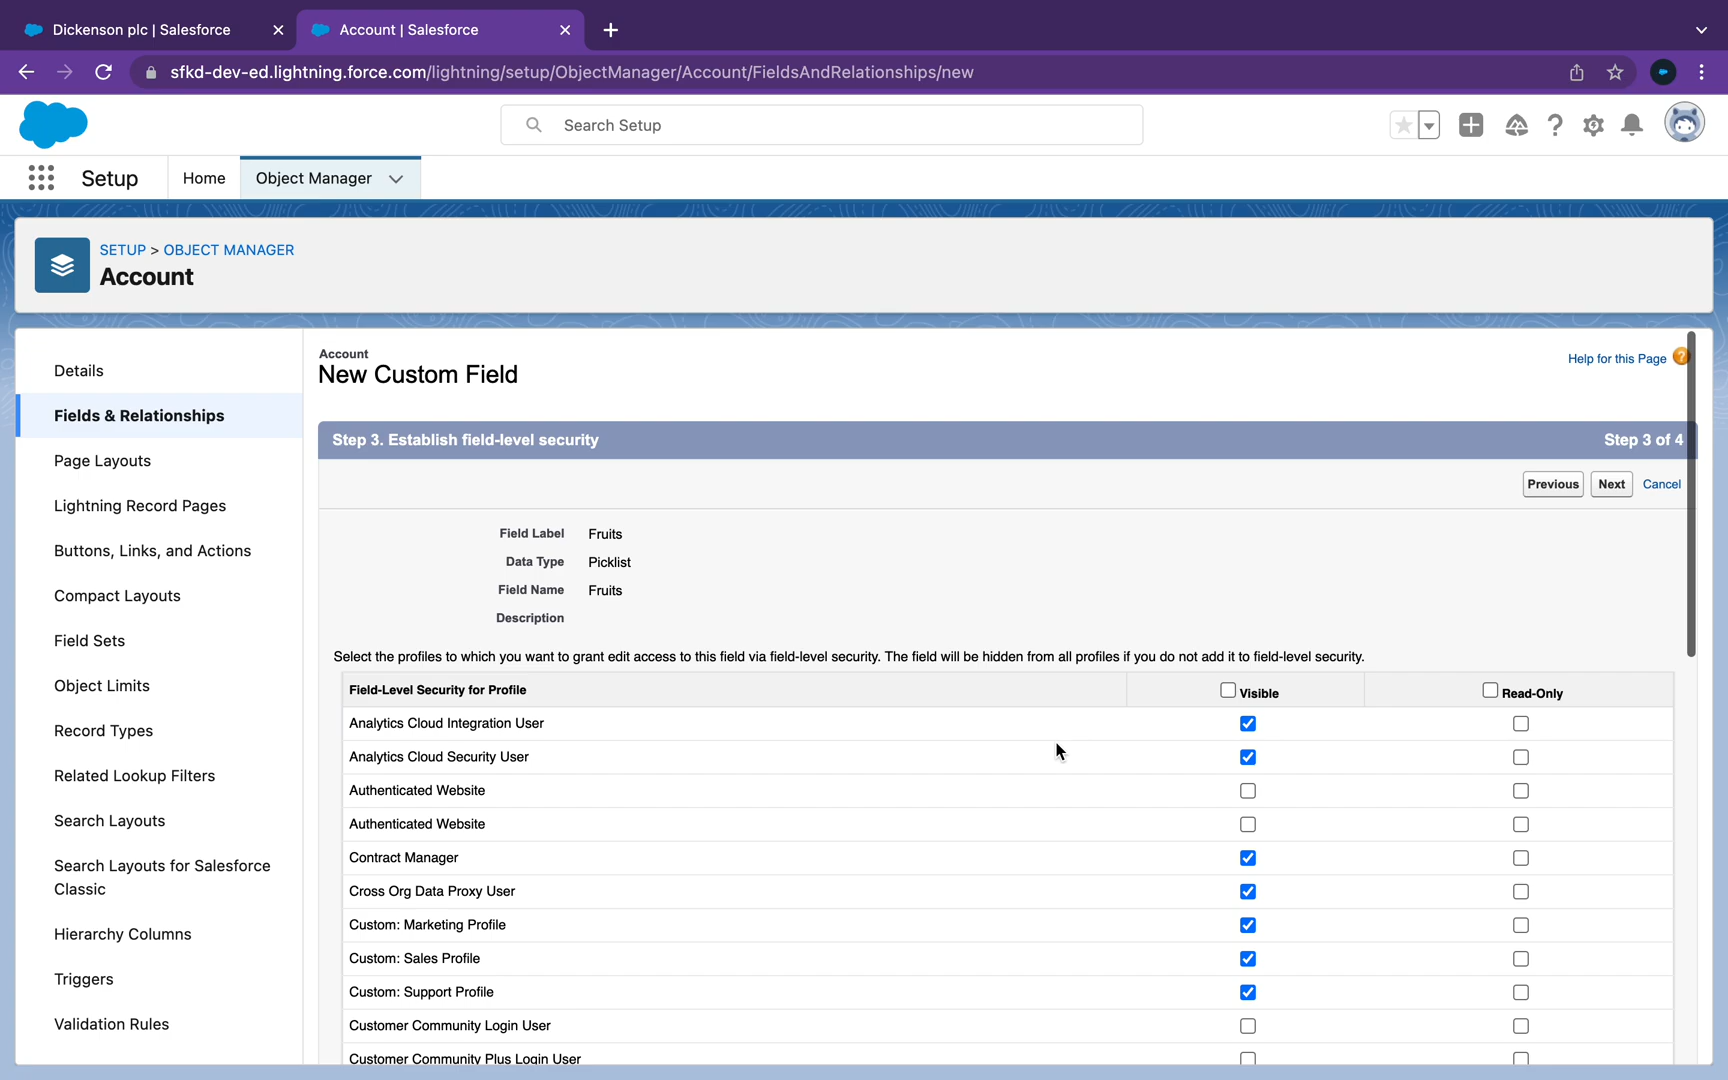 Dickenson plc | Salesforce
Account | Salesforce
sfkd-dev-ed.lightning.force.com/lightning/setup/ObjectManager/Account/FieldsAndRelationships/new
Search Setup
Setup
Home
Object Manager
SETUP > OBJECT MANAGER
Account
Details
Fields & Relationships
Page Layouts
Lightning Record Pages
Buttons, Links, and Actions
Compact Layouts
Field Sets
Object Limits
Record Types
Related Lookup Filters
Search Layouts
Search Layouts for Salesforce
Classic
Hierarchy Columns
Triggers
Validation Rules
Account
New Custom Field
Help for this Page ?
Step 3. Establish field-level security
Step 3 of 4
Previous Next Cancel
Field Label Fruits
Data Type Picklist
Field Name Fruits
Description
Select the profiles to which you want to grant edit access to this field via field-level security. The field will be hidden from all profiles if you do not add it to field-level security.
Field-Level Security for Profile Visible Read-Only
Analytics Cloud Integration User
Analytics Cloud Security User
Authenticated Website
Authenticated Website
Contract Manager
Cross Org Data Proxy User
Custom: Marketing Profile
Custom: Sales Profile
Custom: Support Profile
Customer Community Login User
Customer Community Plus Login User